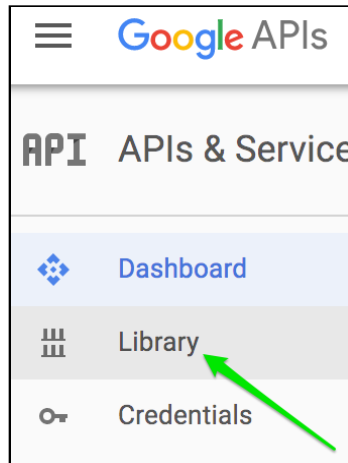 Google APIs
API APIs & Service
Dashboard
Library
Credentials